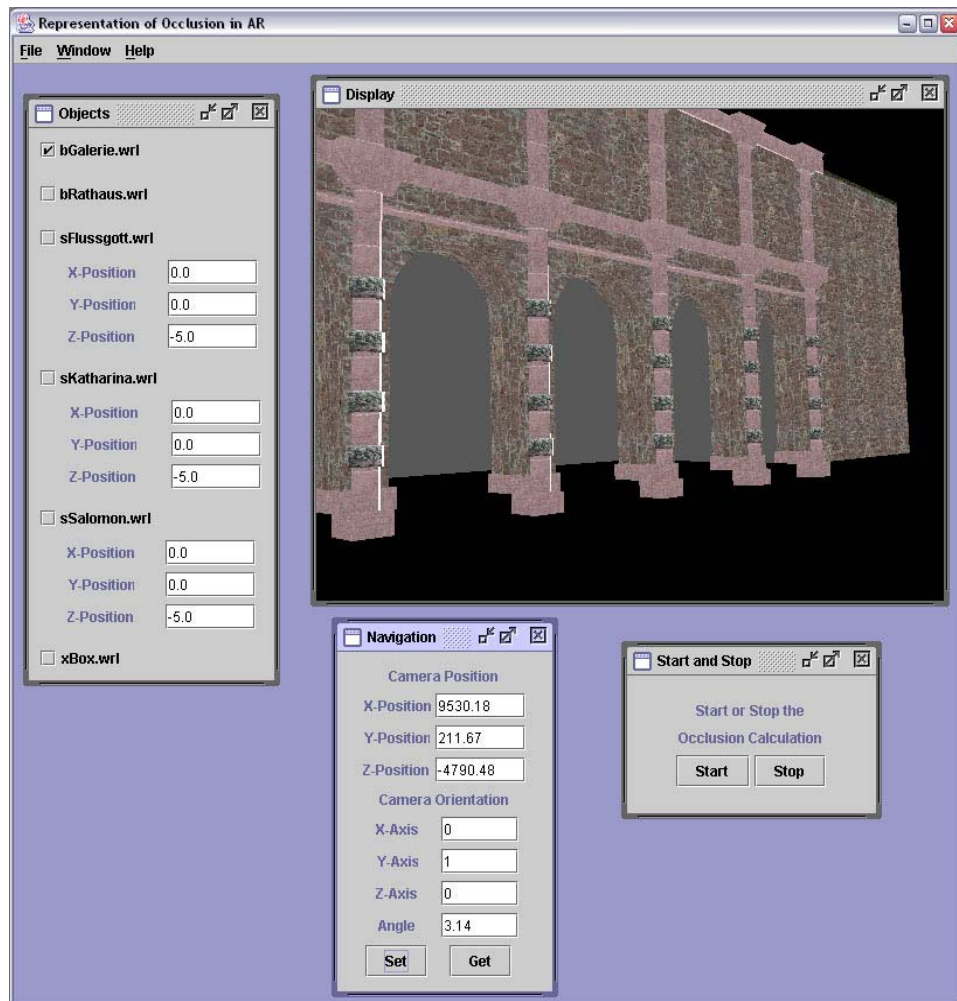 Representation of Occlusion in AR
File Window Help
Objects
bGalerie.wrl
bRathaus.wrl
sFlussgott.wrl
X-Position 0.0
Y-Position 0.0
Z-Position -5.0
sKatharina.wrl
X-Position 0.0
Y-Position 0.0
Z-Position -5.0
sSalomon.wrl
X-Position 0.0
Y-Position 0.0
Z-Position -5.0
xBox.wrl
Display
Navigation
Camera Position
X-Position 9530.18
Y-Position 211.67
Z-Position -4790.48
Camera Orientation
X-Axis 0
Y-Axis 1
Z-Axis 0
Angle 3.14
Set Get
Start and Stop
Start or Stop the
Occlusion Calculation
Start Stop